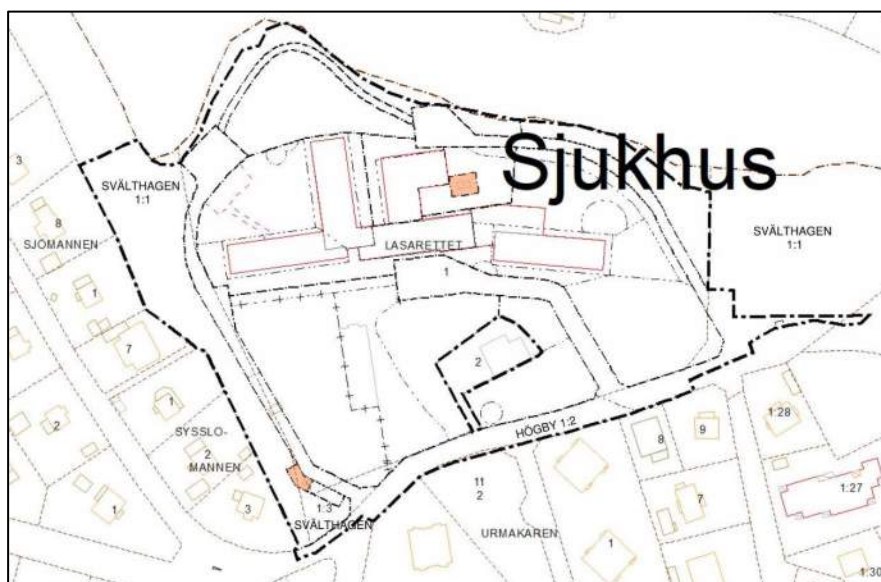 Sjukhus
3
SVÄLTHAGEN
1:1
8
SJÖMANNEN
LASARETTET
SVÄLTHAGEN
1:1
1
1
7
2
1
2
SYSSLO-
2
MANNEN
HÖGBY 1:2
8
9
1:28
1
3
1:3
SVÄLTHAGEN
11
2
URMAKAREN
7
1:27
1
1:30